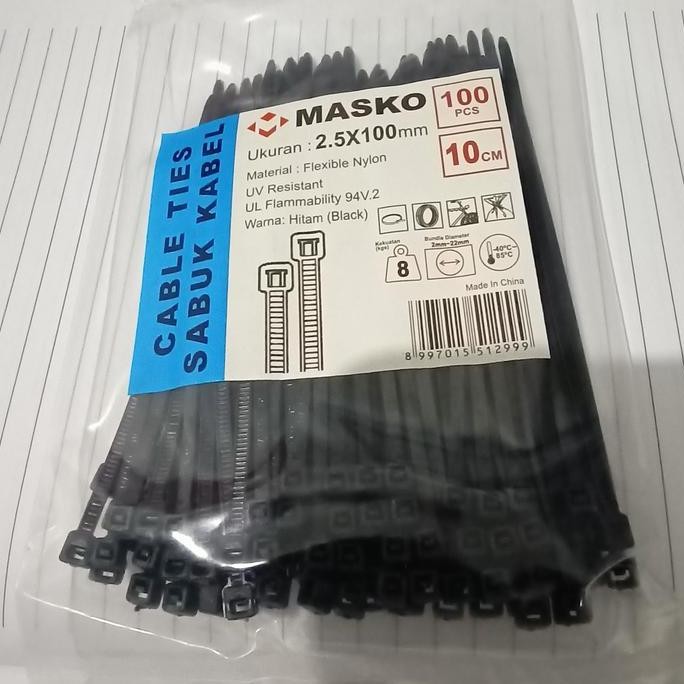 CABLE TIES
SABUK KABEL
MASKO
100
PCS
Ukuran : 2.5X100mm
10CM
Material : Flexible Nylon
UV Resistant
UL Flammability 94V.2
Warna: Hitam (Black)
Kekuatan
(kgs)
8
Bundle Diameter
2mm~22mm
-40°C~
85°C
Made In China
8 997015 512999